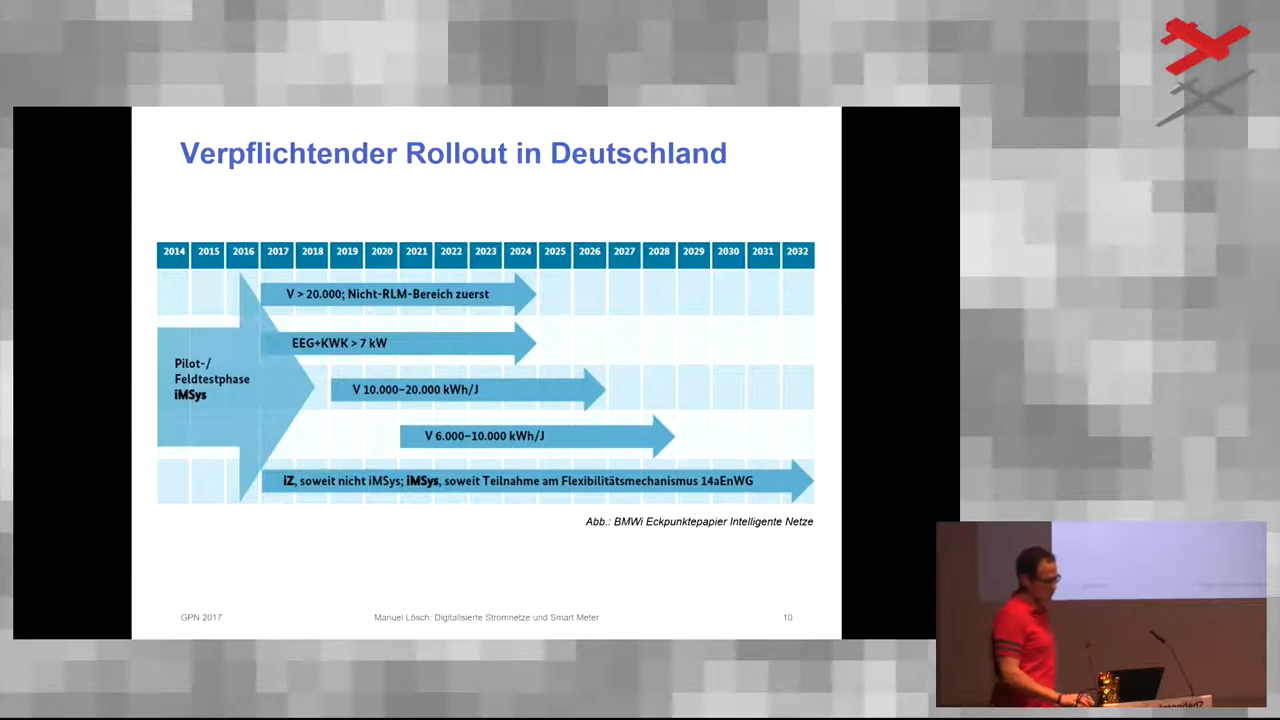 Verpflichtender Rollout in Deutschland
2014 2015 2016 2017 2018 2019 2020 2021 2022 2023 2024 2025 2026 2027 2028 2029 2030 2031 2032
V > 20.000; Nicht-RLM-Bereich zuerst
EEG+KWK > 7 kW
Pilot-/
Feldtestphase
iMSys
V 10.000–20.000 kWh/J
V 6.000–10.000 kWh/J
iZ, soweit nicht iMSys; iMSys, soweit Teilnahme am Flexibilitätsmechanismus 14aEnWG
Abb.: BMWi Eckpunktepapier Intelligente Netze
GPN 2017 Manuel Lösch: Digitalisierte Stromnetze und Smart Meter 10